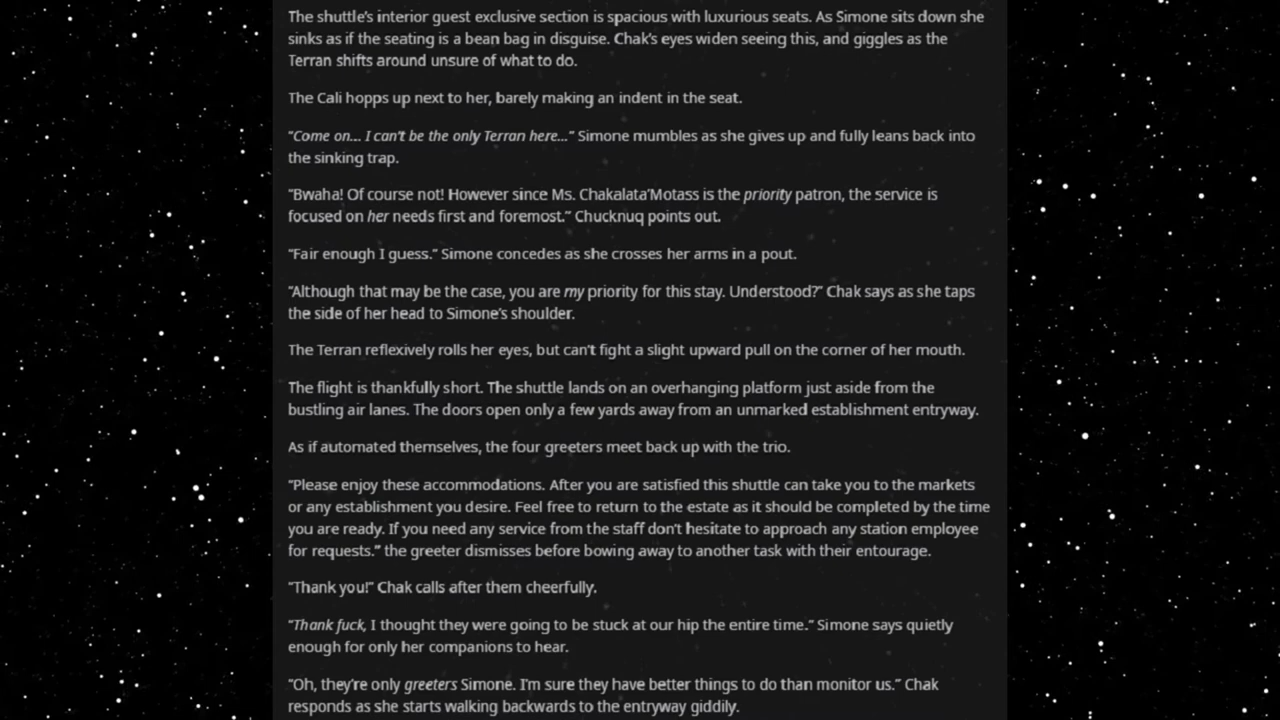 The shuttle's interior guest exclusive section is spacious with luxurious seats. As Simone sits down she
sinks as if the seating is a bean bag in disguise. Chak's eyes widen seeing this, and giggles as the
Terran shifts around unsure of what to do.
The Cali hopps up next to her, barely making an indent in the seat.
"Come on... I can't be the only Terran here..." Simone mumbles as she gives up and fully leans back into
the sinking trap.
"Bwaha! Of course not! However since Ms. Chakalata'Motass is the priority patron, the service is
focused on her needs first and foremost." Chucknuq points out.
"Fair enough I guess." Simone concedes as she crosses her arms in a pout.
"Although that may be the case, you are my priority for this stay. Understood?" Chak says as she taps
the side of her head to Simone's shoulder.
The Terran reflexively rolls her eyes, but can't fight a slight upward pull on the corner of her mouth.
The flight is thankfully short. The shuttle lands on an overhanging platform just aside from the
bustling air lanes. The doors open only a few yards away from an unmarked establishment entryway.
As if automated themselves, the four greeters meet back up with the trio.
"Please enjoy these accommodations. After you are satisfied this shuttle can take you to the markets
or any establishment you desire. Feel free to return to the estate as it should be completed by the time
you are ready. If you need any service from the staff don't hesitate to approach any station employee
for requests." the greeter dismisses before bowing away to another task with their entourage.
"Thank you!" Chak calls after them cheerfully.
"Thank fuck, I thought they were going to be stuck at our hip the entire time." Simone says quietly
enough for only her companions to hear.
"Oh, they're only greeters Simone. I'm sure they have better things to do than monitor us." Chak
responds as she starts walking backwards to the entryway giddily.